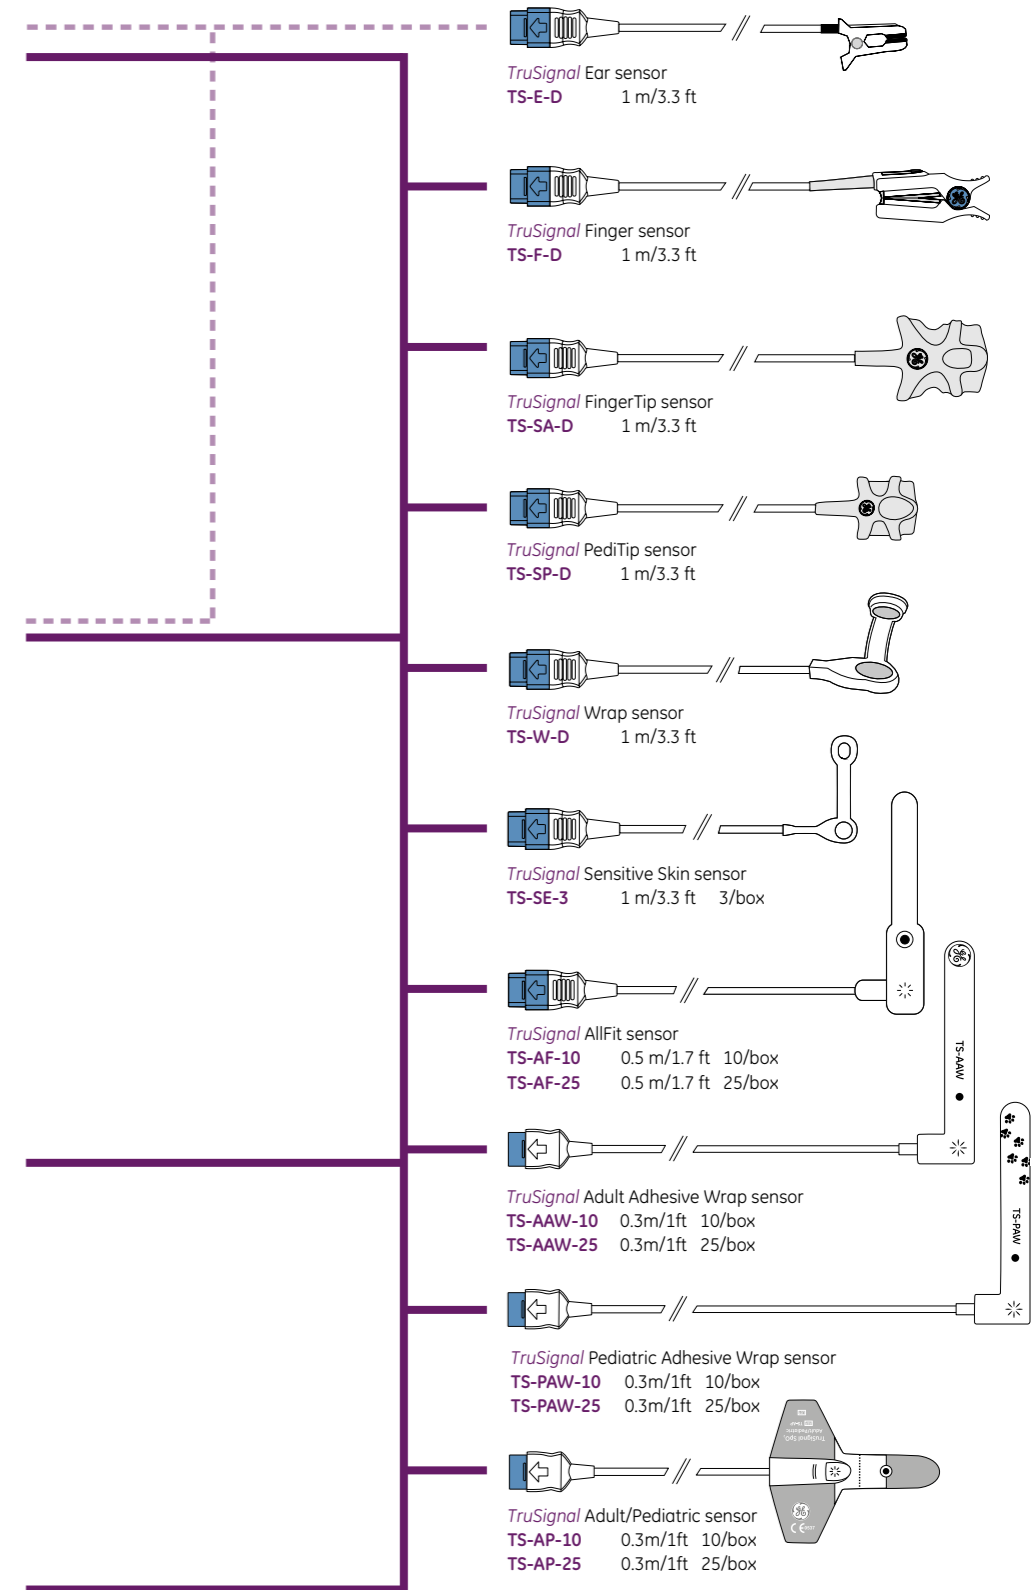 TruSignal Ear sensor
TS-E-D 1 m/3.3 ft
TruSignal Finger sensor
TS-F-D 1 m/3.3 ft
TruSignal FingerTip sensor
TS-SA-D 1 m/3.3 ft
TruSignal PediTip sensor
TS-SP-D 1 m/3.3 ft
TruSignal Wrap sensor
TS-W-D 1 m/3.3 ft
TruSignal Sensitive Skin sensor
TS-SE-3 1 m/3.3 ft 3/box
TruSignal AllFit sensor
TS-AF-10 0.5 m/1.7 ft 10/box
TS-AF-25 0.5 m/1.7 ft 25/box
TS-AAW
TruSignal Adult Adhesive Wrap sensor
TS-AAW-10 0.3m/1ft 10/box
TS-AAW-25 0.3m/1ft 25/box
TS-PAW
TruSignal Pediatric Adhesive Wrap sensor
TS-PAW-10 0.3m/1ft 10/box
TS-PAW-25 0.3m/1ft 25/box
TruSignal SpO₂
Adult/Pediatric
TS-AP
TruSignal Adult/Pediatric sensor
TS-AP-10 0.3m/1ft 10/box
TS-AP-25 0.3m/1ft 25/box